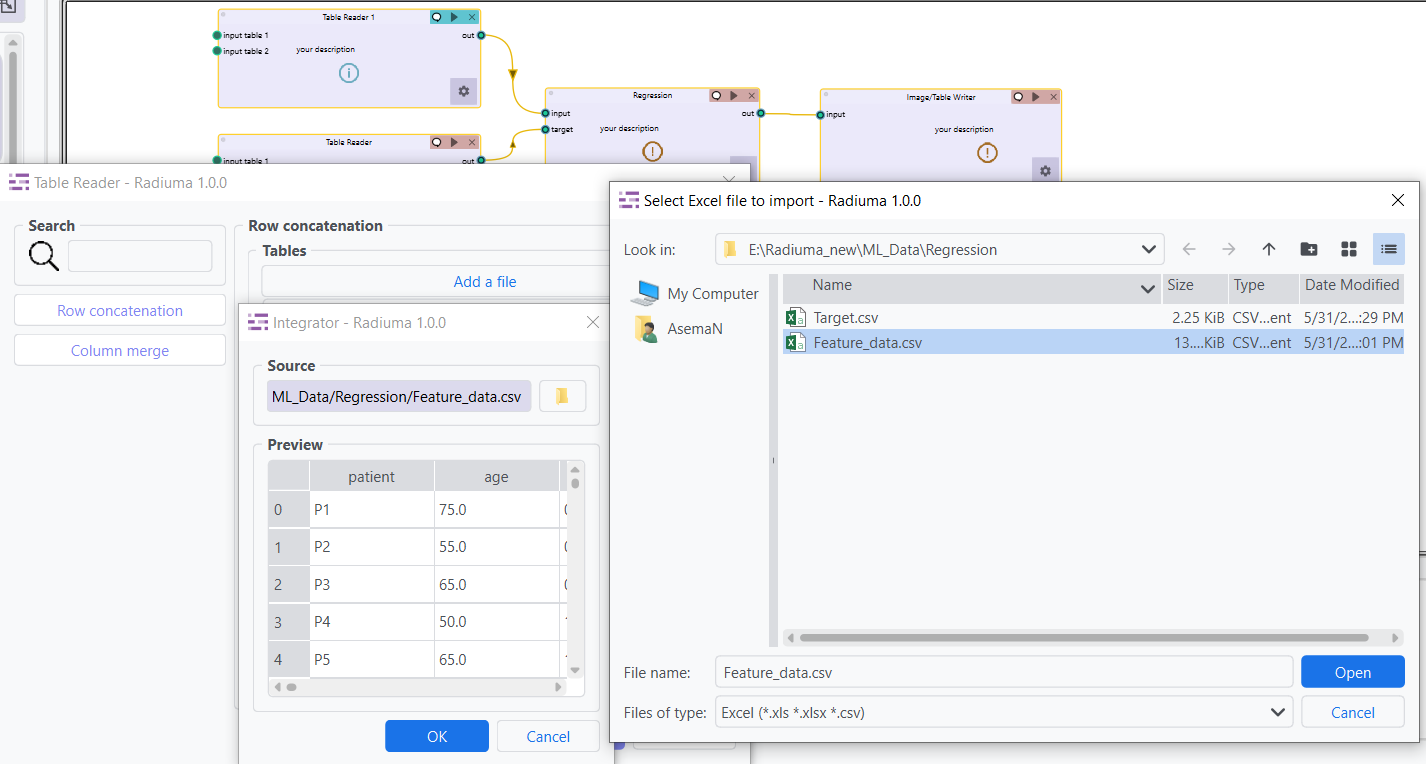 Table Reader 1
input table 1
out
input table 2
your description
Regression
input
out
target
your description
Image/Table Writer
input
your description
Table Reader
input table 1
out
Table Reader - Radiuma 1.0.0
Search
Row concatenation
Column merge
Row concatenation
Tables
Add a file
Integrator - Radiuma 1.0.0
Source
ML_Data/Regression/Feature_data.csv
Preview
patient age
0 P1 75.0
1 P2 55.0
2 P3 65.0
3 P4 50.0
4 P5 65.0
OK
Cancel
Select Excel file to import - Radiuma 1.0.0
Look in:
E:\Radiuma_new\ML_Data\Regression
My Computer
AsemaN
Name Size Type Date Modified
Target.csv 2.25 KiB CSV...ent 5/31/2...:29 PM
Feature_data.csv 13....KiB CSV...ent 5/31/2...:01 PM
File name:
Feature_data.csv
Open
Files of type:
Excel (*.xls *.xlsx *.csv)
Cancel